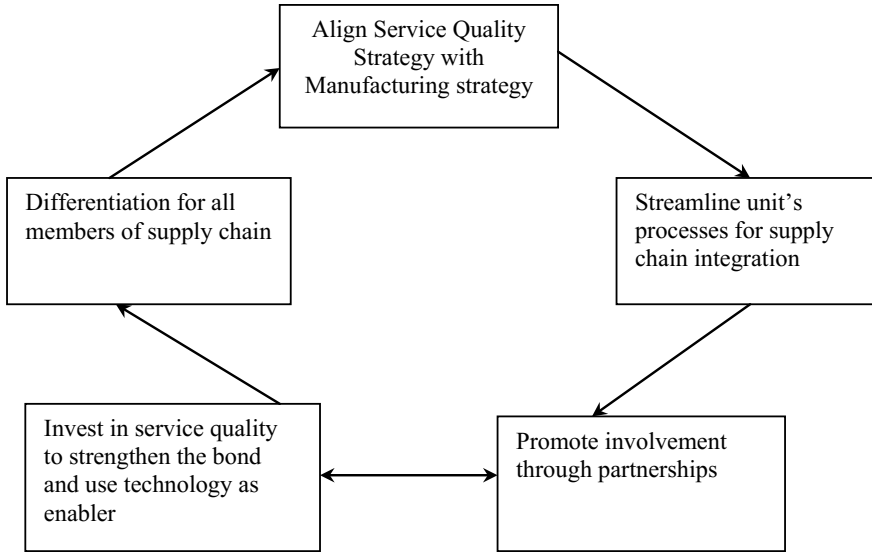 Align Service Quality
Strategy with
Manufacturing strategy
Differentiation for all
members of supply chain
Streamline unit's
processes for supply
chain integration
Invest in service quality
to strengthen the bond
and use technology as
enabler
Promote involvement
through partnerships